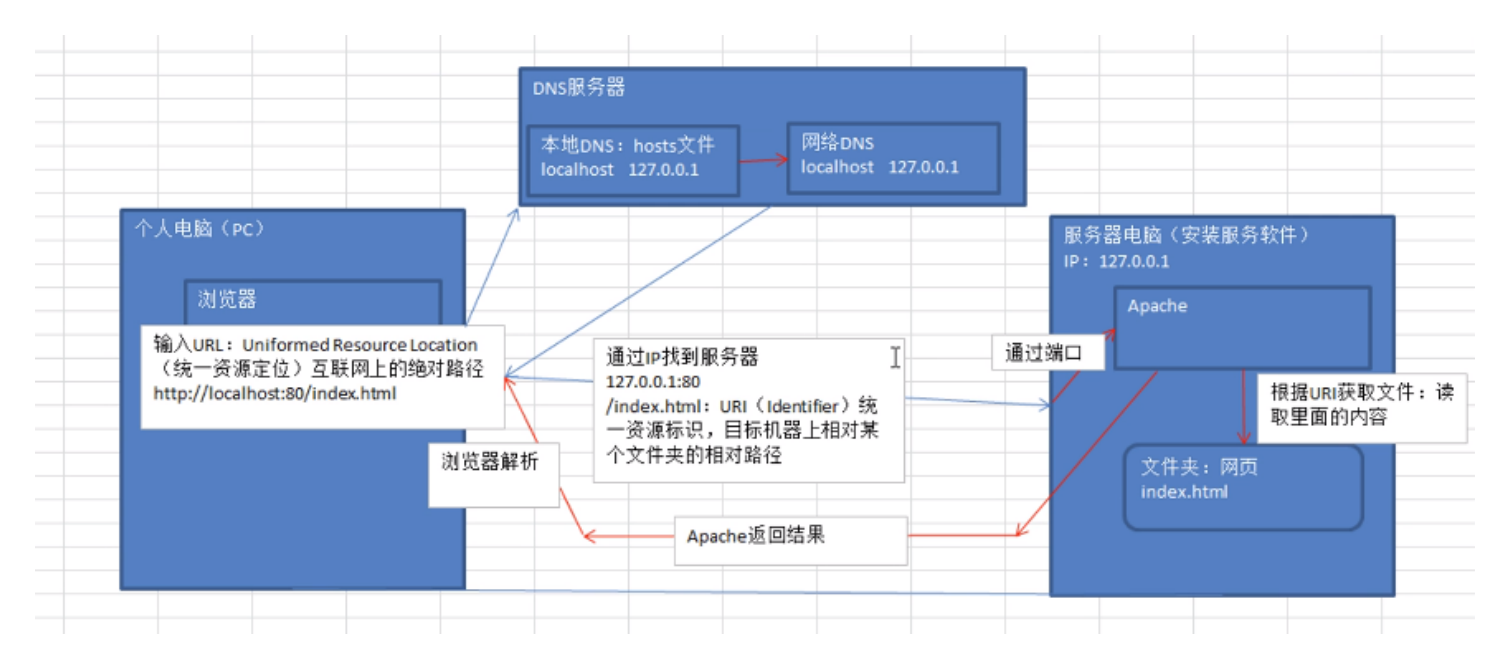 DNS服务器
本地DNS：hosts文件
localhost 127.0.0.1
网络DNS
localhost 127.0.0.1
个人电脑（PC）
浏览器
输入URL：Uniformed Resource Location
（统一资源定位）互联网上的绝对路径
http://localhost:80/index.html
浏览器解析
通过IP找到服务器
127.0.0.1:80
/index.html：URI（Identifier）统
一资源标识，目标机器上相对某
个文件夹的相对路径
Apache返回结果
服务器电脑（安装服务软件）
IP：127.0.0.1
Apache
通过端口
根据URI获取文件：读
取里面的内容
文件夹：网页
index.html